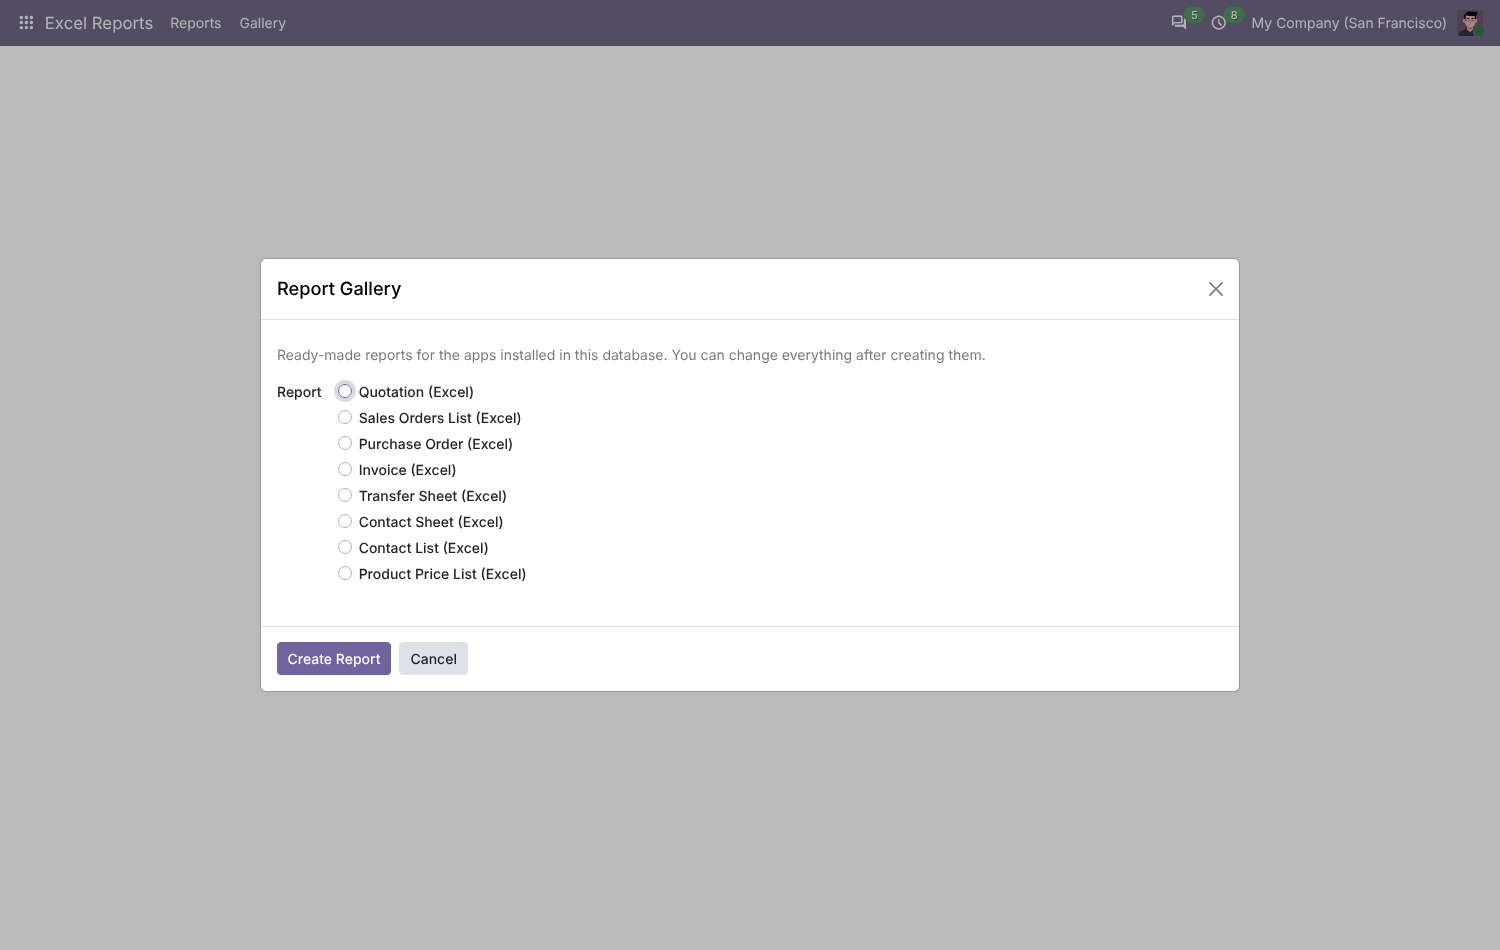 Excel Reports Reports Gallery 5 8 My Company (San Francisco)
Report Gallery
Ready-made reports for the apps installed in this database. You can change everything after creating them.
Report Quotation (Excel)
Sales Orders List (Excel)
Purchase Order (Excel)
Invoice (Excel)
Transfer Sheet (Excel)
Contact Sheet (Excel)
Contact List (Excel)
Product Price List (Excel)
Create Report Cancel